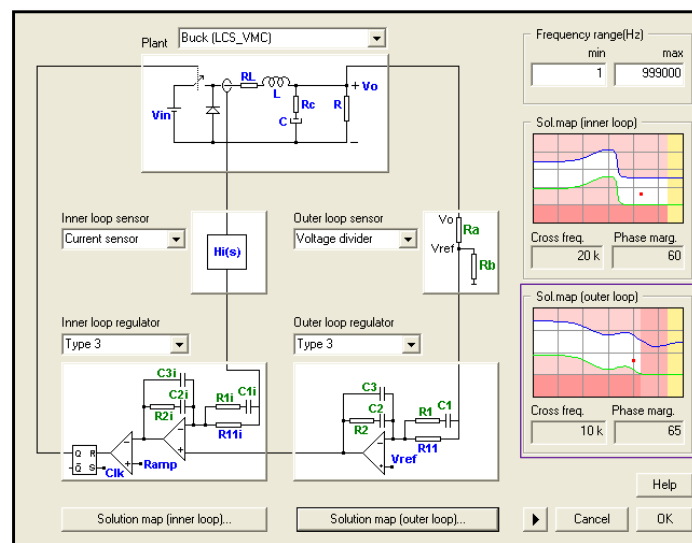 Plant Buck (LCS_VMC)
Frequency range(Hz)
min max
1 999000
RL
L
+ Vo
Vin
Rc
C
R
Sol.map (inner loop)
Cross freq. Phase marg.
20 k 60
Inner loop sensor
Current sensor
Hi(s)
Outer loop sensor
Voltage divider
Vo
Ra
Vref
Rb
Sol.map (outer loop)
Cross freq. Phase marg.
10 k 65
Inner loop regulator
Type 3
Outer loop regulator
Type 3
C3i
C2i
R2i
R1i C1i
R11i
Q R
Q S
Clk
Ramp
C3
C2
R2
R1 C1
R11
Vref
Help
Solution map (inner loop)...
Solution map (outer loop)...
Cancel
OK